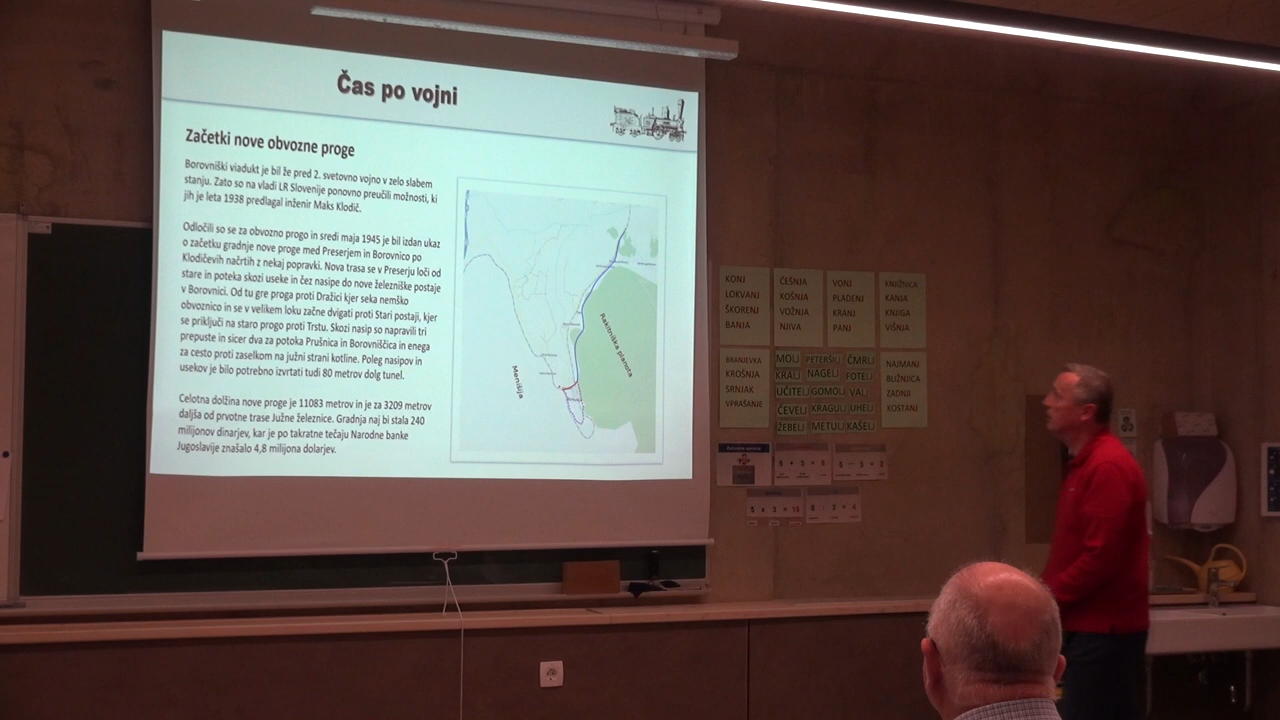 Čas po vojni
Začetki nove obvozne proge
Borovniški viadukt je bil že pred 2. svetovno vojno v zelo slabem
stanju. Zato so na vladi LR Slovenije ponovno preučili možnosti, ki
jih je leta 1938 predlagal inženir Maks Klodič.
Odločili so se za obvozno progo in sredi maja 1945 je bil izdan ukaz
o začetku gradnje nove proge med Preserjem in Borovnico po
Klodičevih načrtih z nekaj popravki. Nova trasa se v Preserju loči od
stare in poteka skozi useke in čez nasipe do nove železniške postaje
v Borovnici. Od tu gre proga proti Dražici kjer seka nemško
obvoznico in se v velikem loku začne dvigati proti Stari postaji, kjer
se priključi na staro progo proti Trstu. Skozi nasip so napravili tri
prepuste in sicer dva za potoka Prušnica in Borovniščica in enega
za cesto proti zaselkom na južni strani kotline. Poleg nasipov in
usekov je bilo potrebno izvrtati tudi 80 metrov dolg tunel.
Celotna dolžina nove proge je 11083 metrov in je za 3209 metrov
daljša od prvotne trase Južne železnice. Gradnja naj bi stala 240
milijonov dinarjev, kar je po takratne tečaju Narodne banke
Jugoslavije znašalo 4,8 milijona dolarjev.
Menišija
Rakitniška planota
KONJ
LOKVANJ
ŠKORENJ
BANJA
ČEŠNJA
KOŠNJA
VOŽNJA
NJIVA
VONJ
PLADENJ
KRANJ
PANJ
KNJIŽNICA
KANJA
KNJIGA
VIŠNJA
BRANJEVKA
KROŠNJA
SRNJAK
VPRAŠANJE
MOLJ PETERŠILJ ČMRLJ
KRALJ NAGELJ FOTELJ
UČITELJ GOMOLJ VALJ
ČEVELJ KRAGULJ UHELJ
ŽEBELJ METULJ KAŠELJ
NAJMANJ
BLIŽNJICA
ZADNJI
KOSTANJ